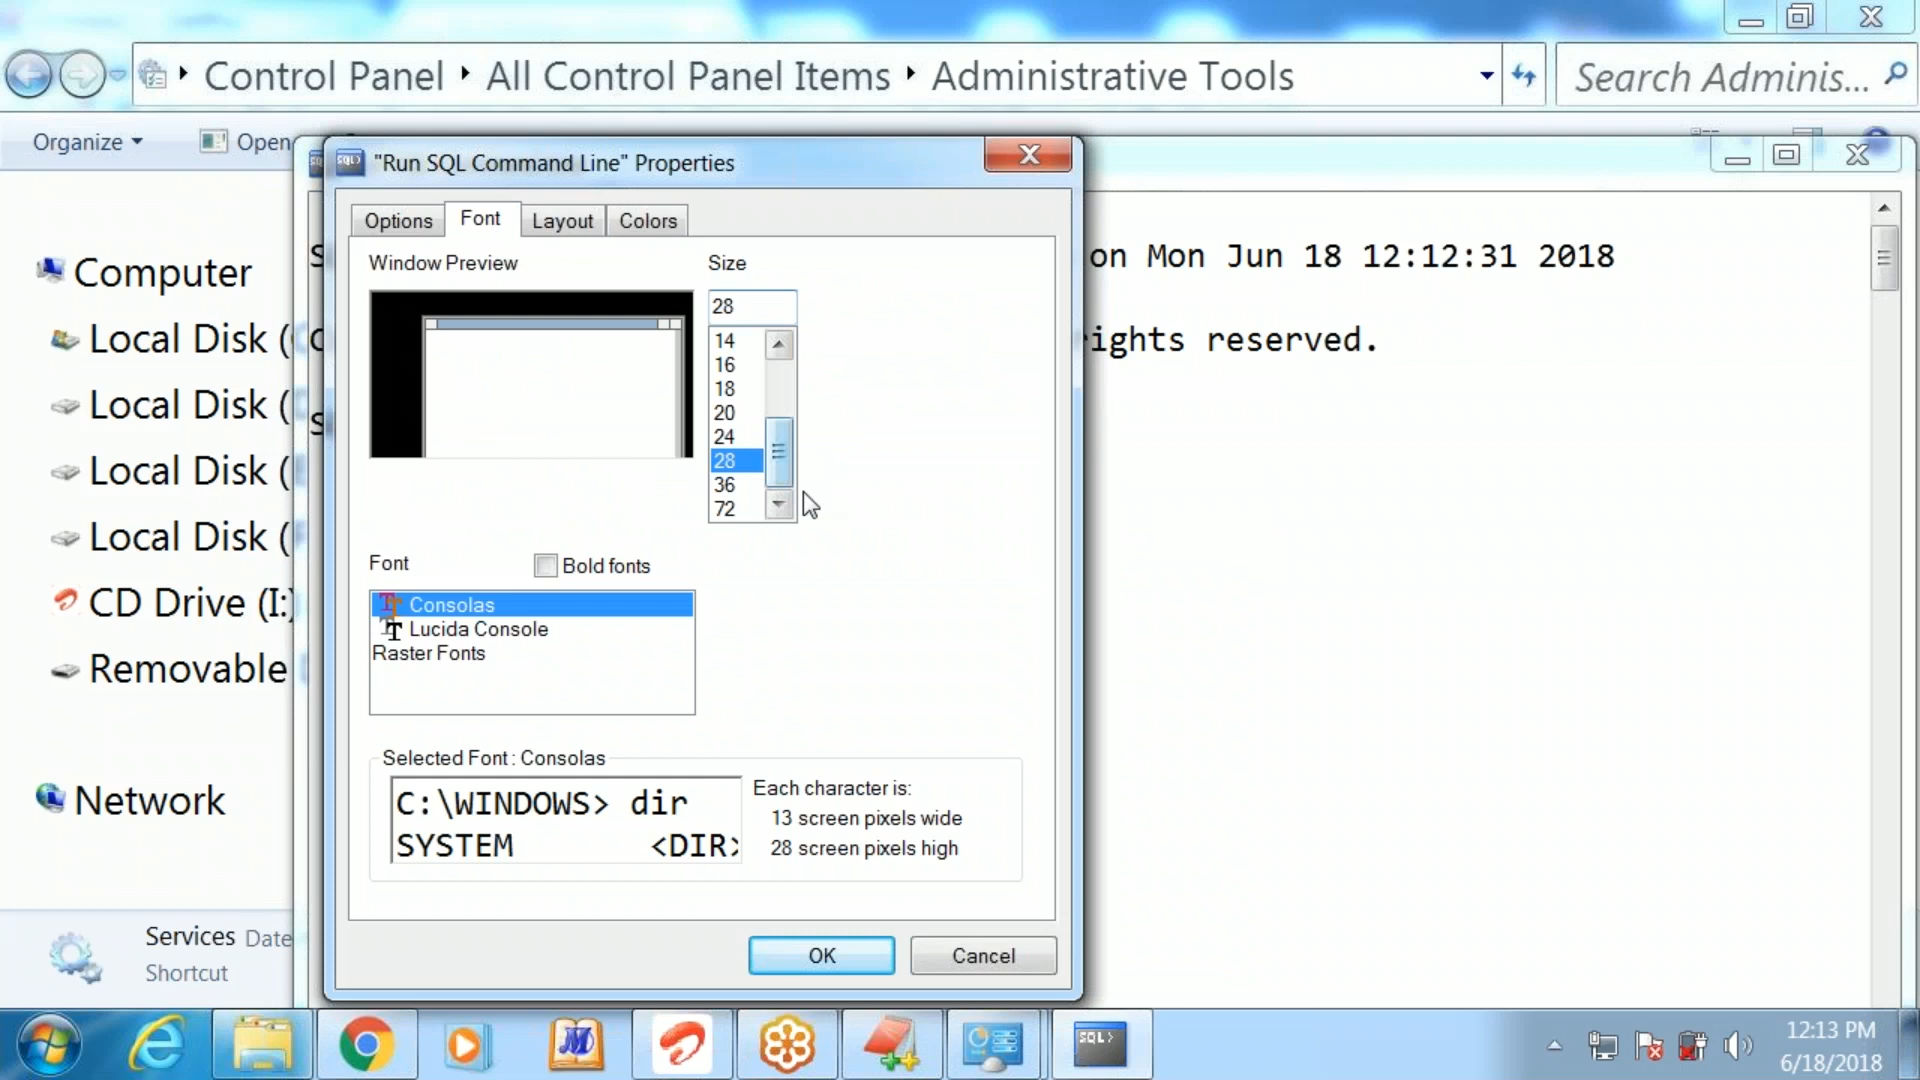 Control Panel All Control Panel Items Administrative Tools Search Adminis...
Organize Open
"Run SQL Command Line" Properties
Options Font Layout Colors
Window Preview Size
28
14
16
18
20
24
28
36
72
Font Bold fonts
Consolas
Lucida Console
Raster Fonts
Selected Font : Consolas
C:\WINDOWS> dir
SYSTEM <DIR>
Each character is:
13 screen pixels wide
28 screen pixels high
OK Cancel
on Mon Jun 18 12:12:31 2018
rights reserved.
Computer
Local Disk (
Local Disk (
Local Disk (
Local Disk (
CD Drive (I:)
Removable
Network
Services Date
Shortcut
SQL>
12:13 PM
6/18/2018